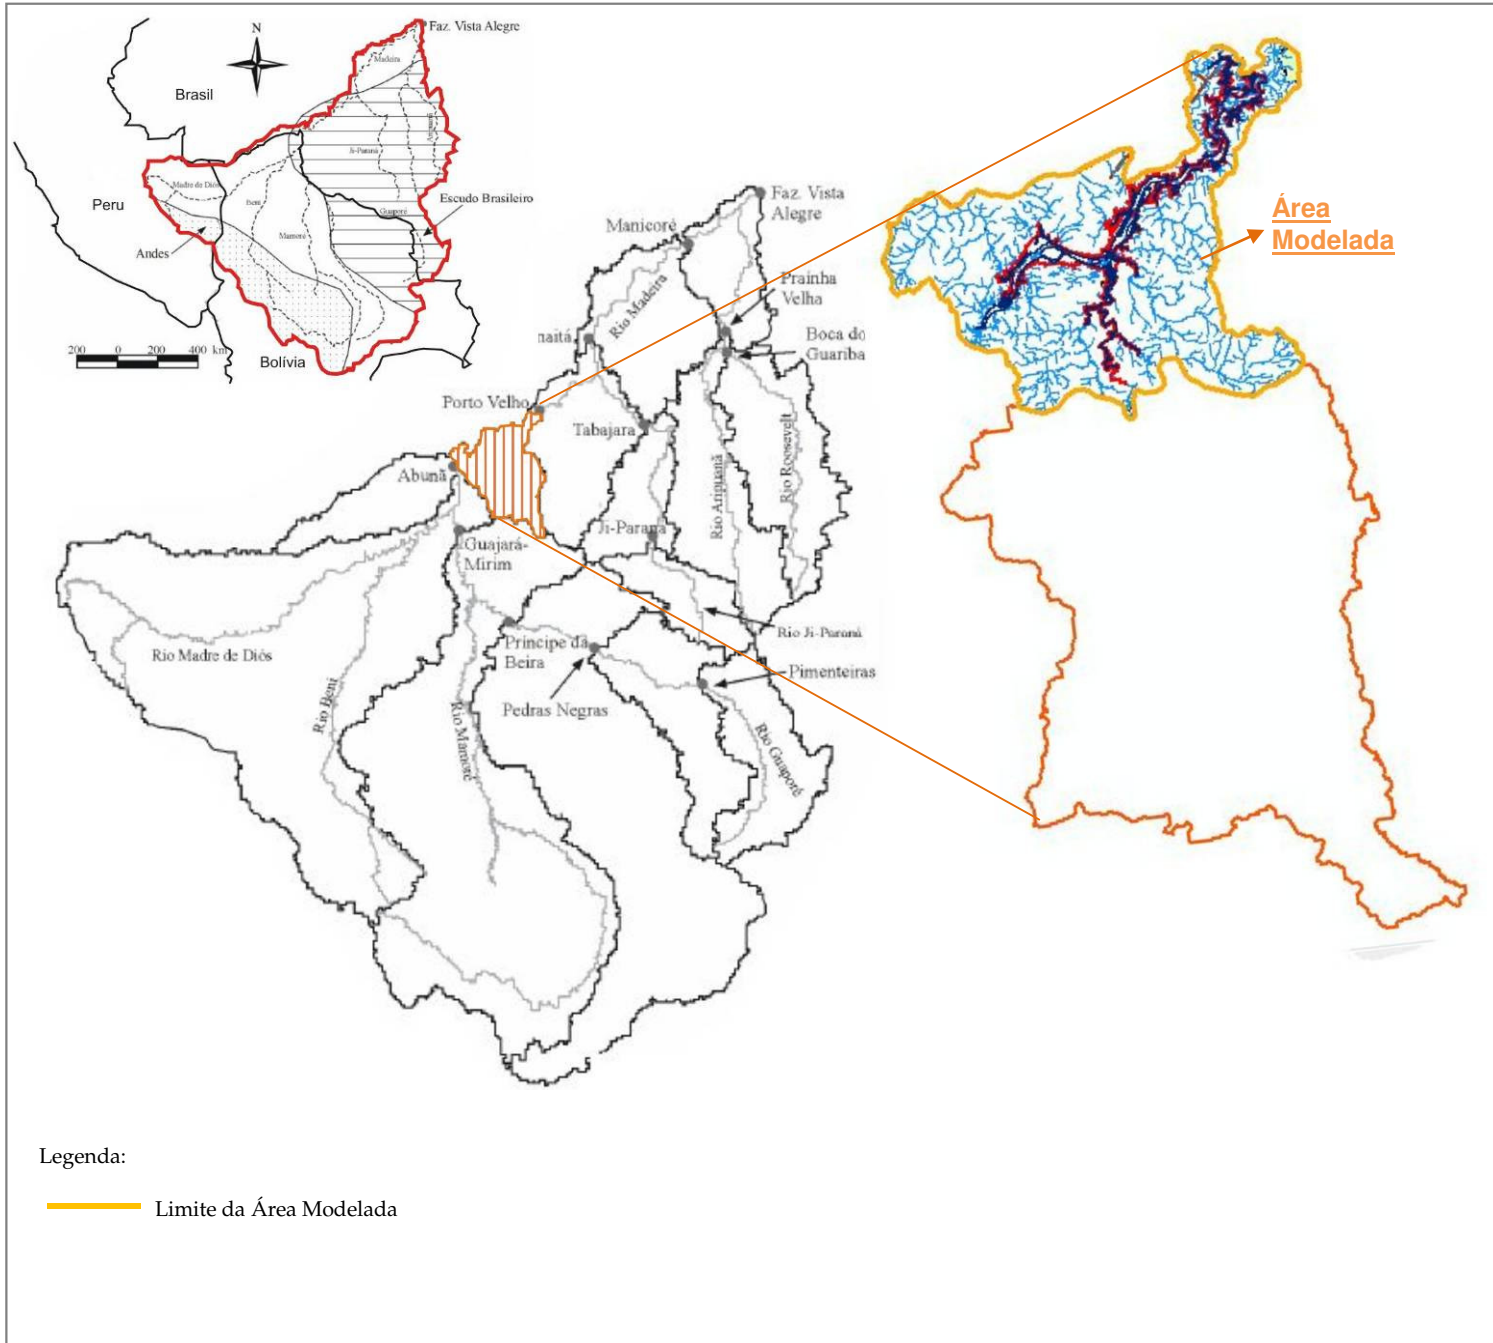 N
Faz. Vista Alegre
Madeira
Brasil
Aripuanã
Ji-Paraná
Madre de Diós
Peru
Beni
Guaporé
Escudo Brasileiro
Mamoré
Andes
200 0 200 400 km
Bolívia
Faz. Vista
Alegre
Manicoré
Área
Modelada
Rio Madeira
Prainha
Velha
naitá
Boca do
Guariba
Porto Velho
Tabajara
Rio Roosevelt
Abunã
Rio Aripuanã
Ji-Paraná
Guajará-
Mirim
Rio Ji-Paraná
Príncipe da
Beira
Rio Madre de Diós
Pimenteiras
Rio Beni
Pedras Negras
Rio Mamoré
Rio Guaporé
Legenda:
Limite da Área Modelada